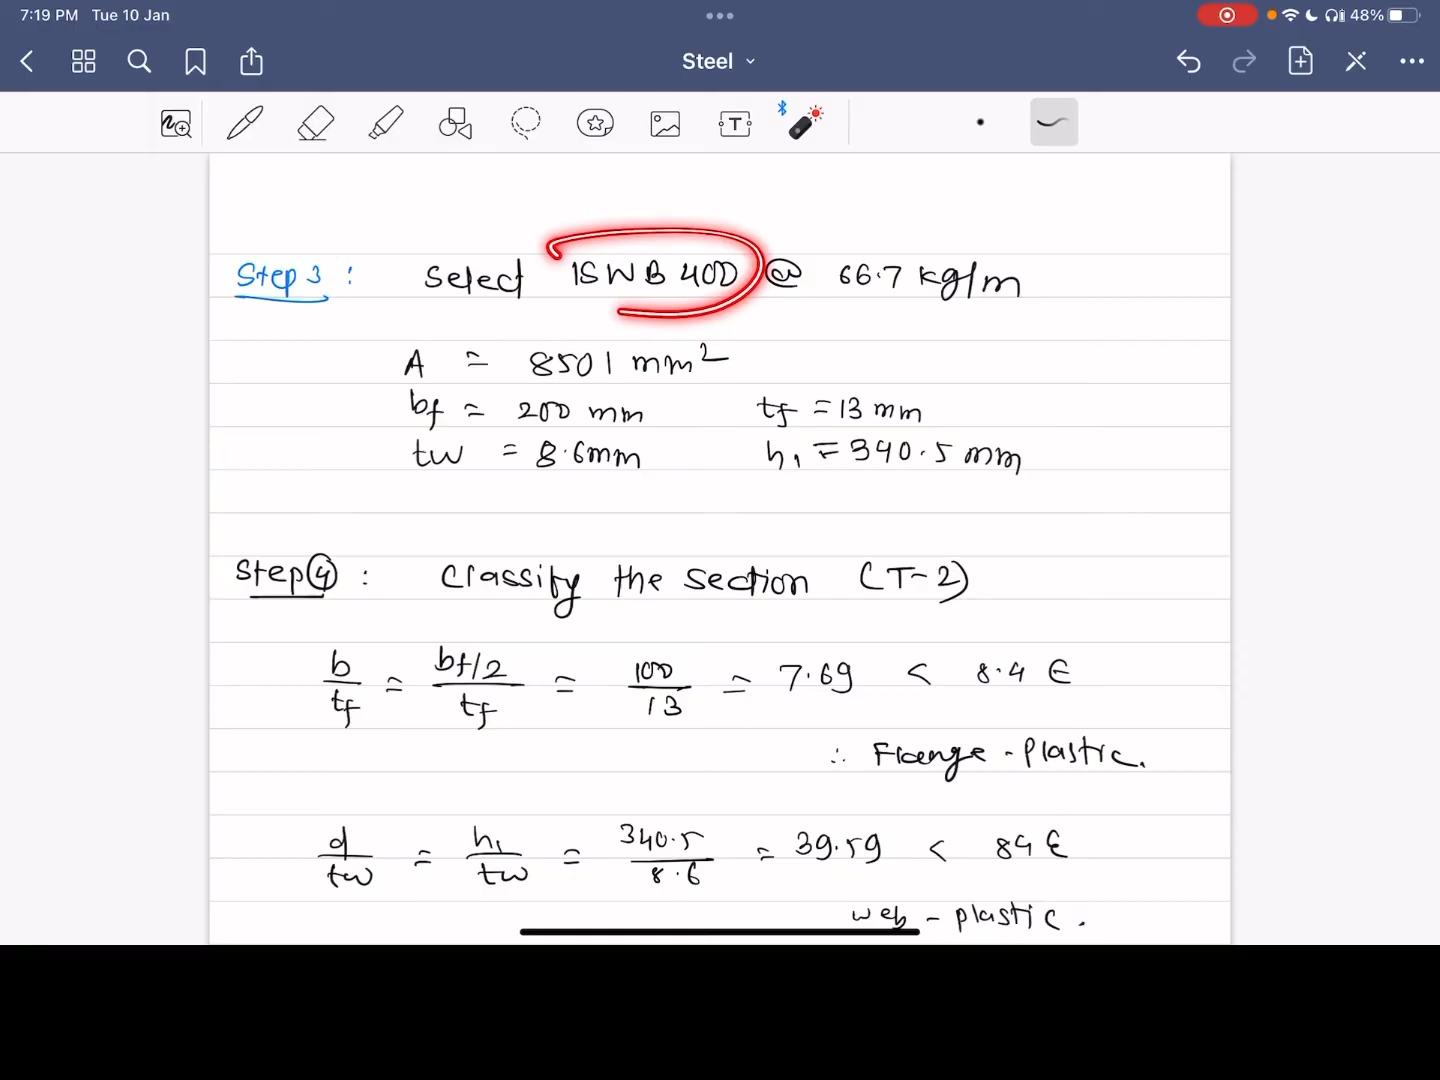 7:19 PM Tue 10 Jan
48%
Steel
T
Step 3 : Select ISWB 400 @ 66.7 kg/m
A = 8501 mm²
bf = 200 mm tf = 13 mm
tw = 8.6mm h₁ = 340.5 mm
Step 4 : Classify the section (T-2)
b/tf = bf/2/tf = 100/13 = 7.69 < 8.4 ε
∴ Flange - Plastic.
d/tw = h₁/tw = 340.5/8.6 = 39.59 < 84 ε
web - plastic.